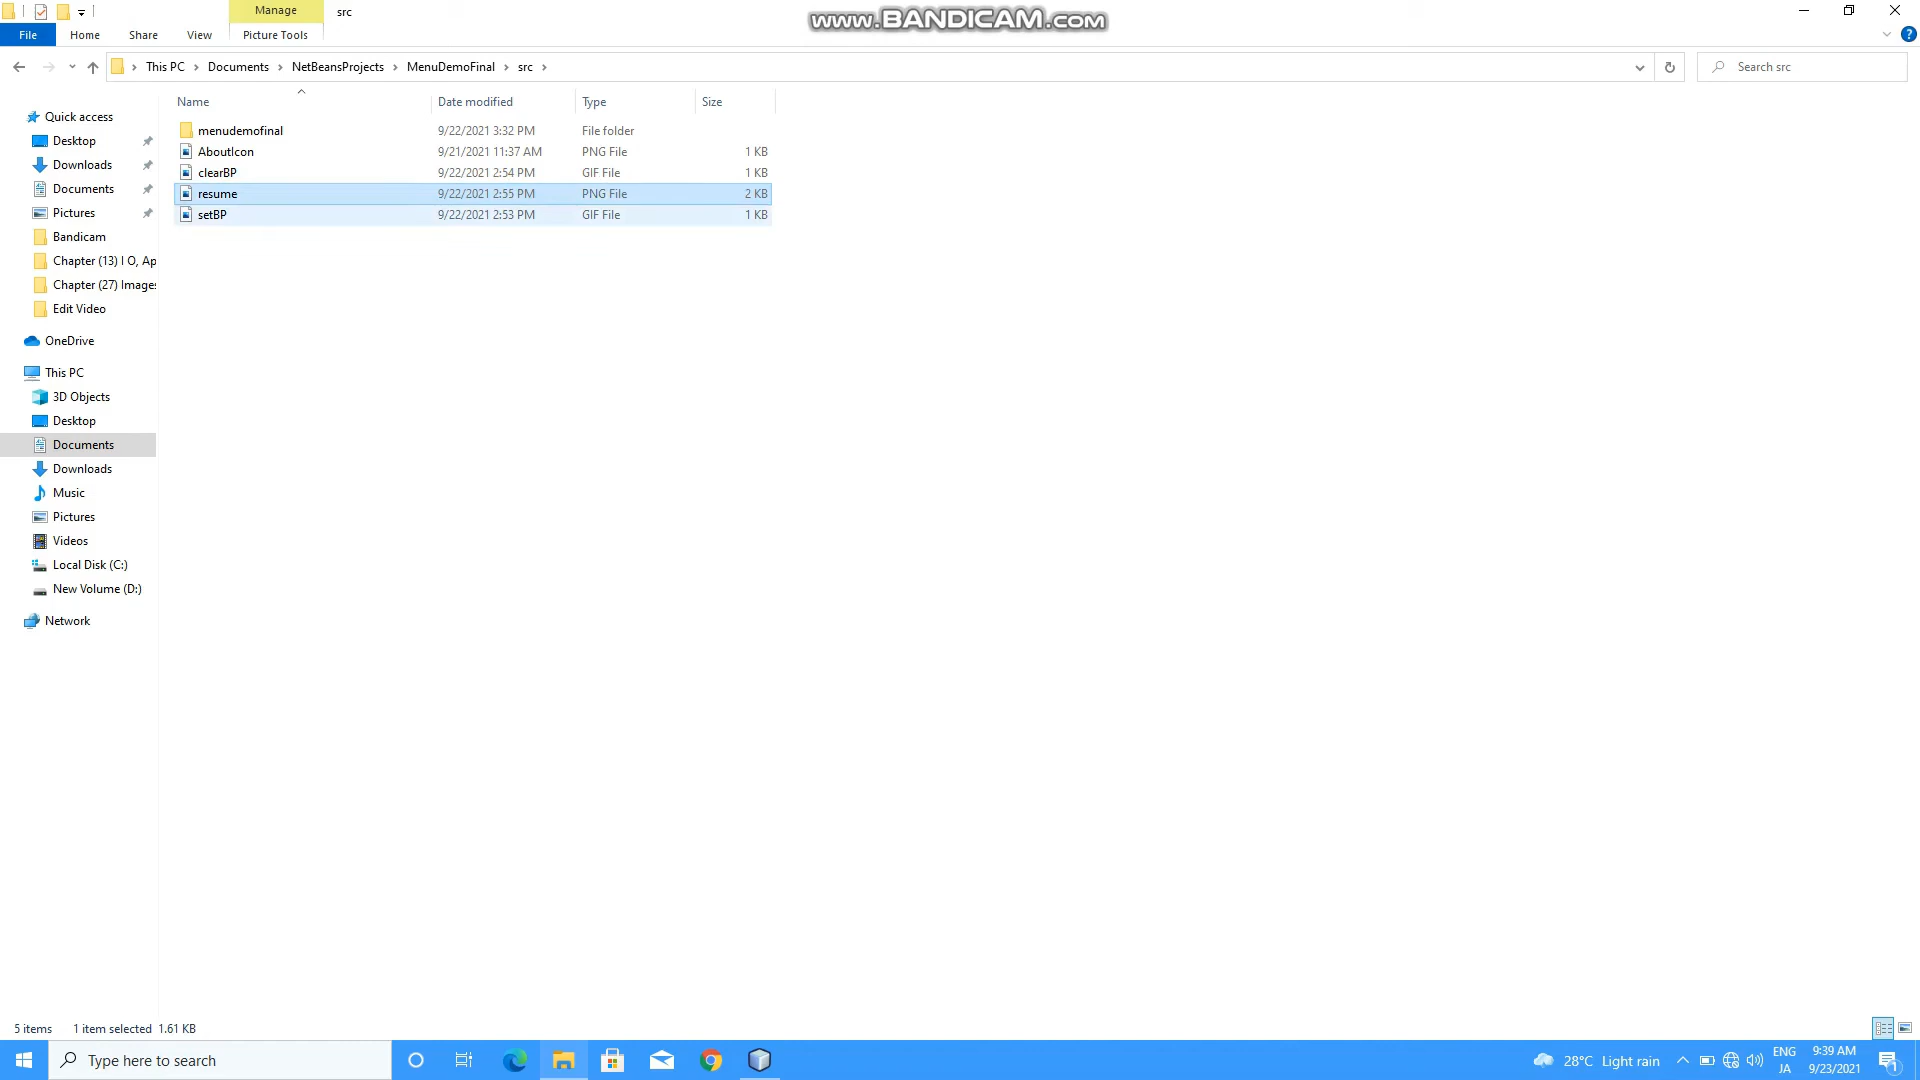 Manage
src
www.BANDICAM.com
File
Home
Share
View
Picture Tools
This PC
Documents
NetBeansProjects
MenuDemoFinal
src
Search src
Name
Date modified
Type
Size
menudemofinal
9/22/2021 3:32 PM
File folder
AboutIcon
9/21/2021 11:37 AM
PNG File
1 KB
clearBP
9/22/2021 2:54 PM
GIF File
1 KB
resume
9/22/2021 2:55 PM
PNG File
2 KB
setBP
9/22/2021 2:53 PM
GIF File
1 KB
Quick access
Desktop
Downloads
Documents
Pictures
Bandicam
Chapter (13) I O, Ap
Chapter (27) Images
Edit Video
OneDrive
This PC
3D Objects
Desktop
Documents
Downloads
Music
Pictures
Videos
Local Disk (C:)
New Volume (D:)
Network
5 items
1 item selected 1.61 KB
Type here to search
28°C Light rain
ENG
JA
9:39 AM
9/23/2021
1